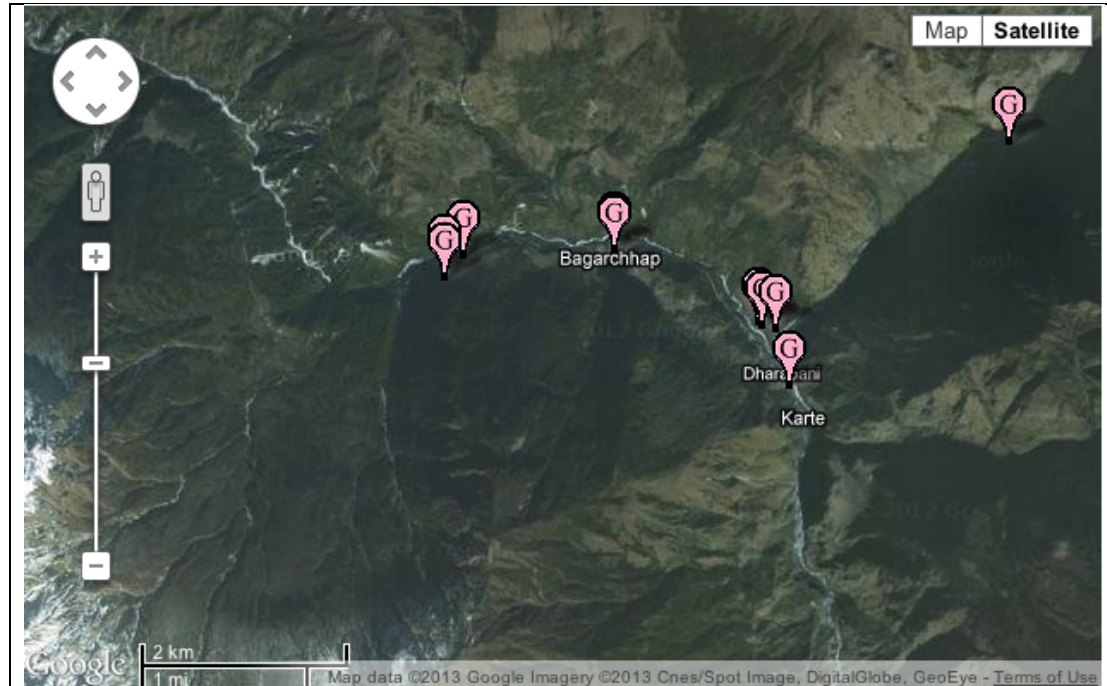 Map Satellite
G
G
G
Bagarchhap
G
G
Dharapani
Karte
2 km
1 mi
Google
Map data ©2013 Google Imagery ©2013 Cnes/Spot Image, DigitalGlobe, GeoEye - Terms of Use